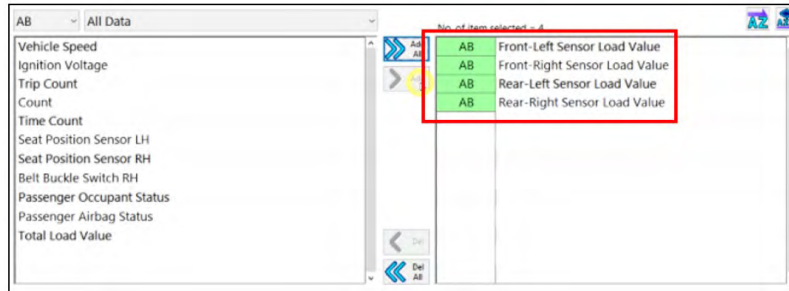 AB All Data
No. of item selected - 4
AZ
Vehicle Speed
Ignition Voltage
Trip Count
Count
Time Count
Seat Position Sensor LH
Seat Position Sensor RH
Belt Buckle Switch RH
Passenger Occupant Status
Passenger Airbag Status
Total Load Value
Add
All
Del
Del
All
AB Front-Left Sensor Load Value
AB Front-Right Sensor Load Value
AB Rear-Left Sensor Load Value
AB Rear-Right Sensor Load Value